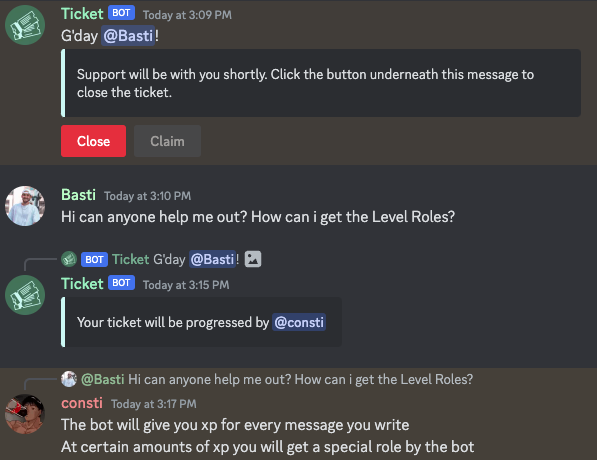 Ticket BOT Today at 3:09 PM
G'day @Basti!
Support will be with you shortly. Click the button underneath this message to
close the ticket.
Close Claim
Basti Today at 3:10 PM
Hi can anyone help me out? How can i get the Level Roles?
BOT Ticket G'day @Basti!
Ticket BOT Today at 3:15 PM
Your ticket will be progressed by @consti
@Basti Hi can anyone help me out? How can i get the Level Roles?
consti Today at 3:17 PM
The bot will give you xp for every message you write
At certain amounts of xp you will get a special role by the bot